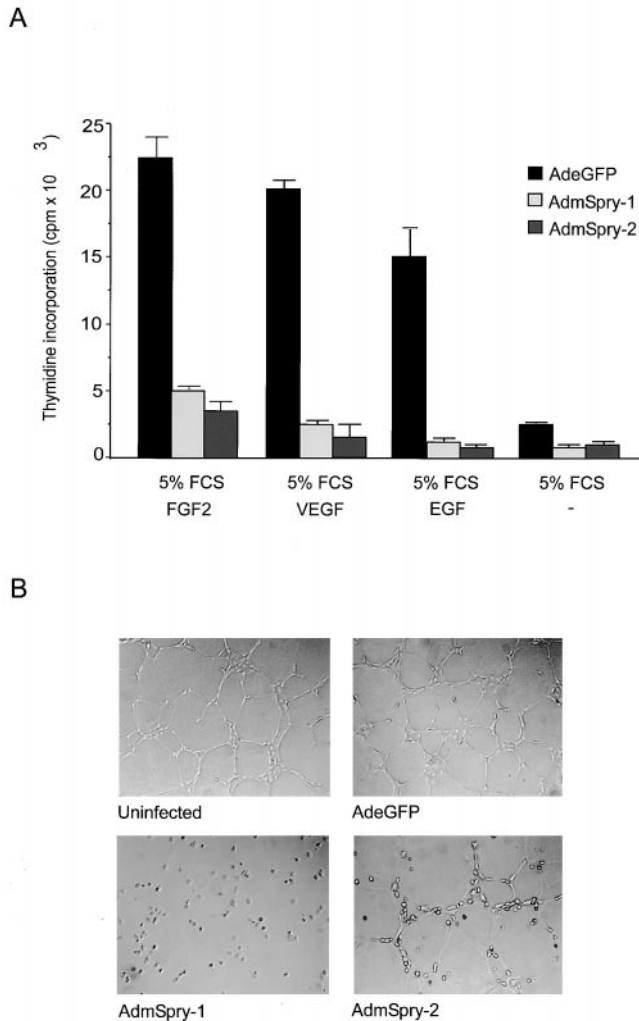 A
Thymidine incorporation (cpm x 10 3)
25
20
15
10
5
0
AdeGFP
AdmSpry-1
AdmSpry-2
5% FCS 5% FCS 5% FCS 5% FCS
FGF2 VEGF EGF -
B
Uninfected AdeGFP
AdmSpry-1 AdmSpry-2